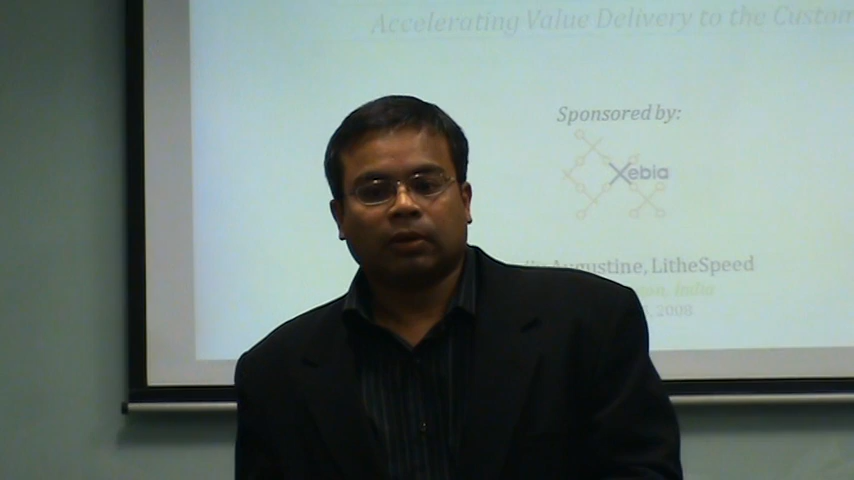 Accelerating Value Delivery to the Custom
Sponsored by:
Xebia
Augustine, LitheSpeed
India
2008